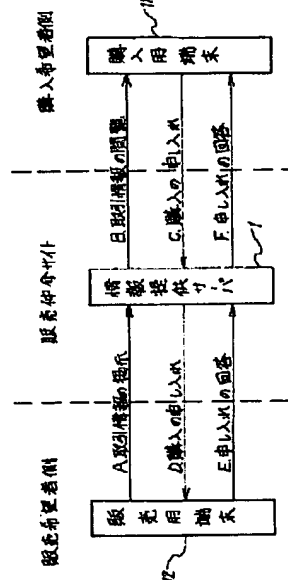 販売希望者側
販売仲介サイト
購入希望者側
販売用端末
12
A.取引情報の掲示
D.購入の申し入れ
E.申し入れの回答
情報提供サーバ
1
B.取引情報の閲覧
C.購入の申し入れ
F.申し入れの回答
購入用端末
11